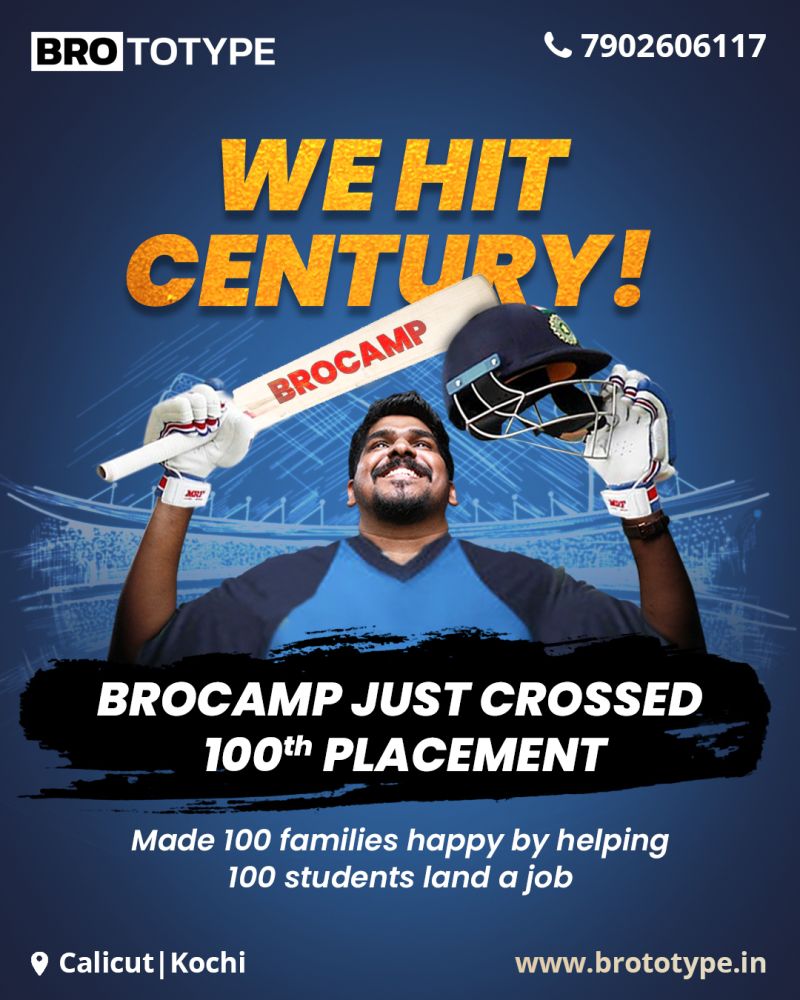 BROTOTYPE
7902606117
WE HIT
CENTURY!
BROCAMP
BROCAMP JUST CROSSED
100th PLACEMENT
Made 100 families happy by helping
100 students land a job
Calicut|Kochi
www.brototype.in